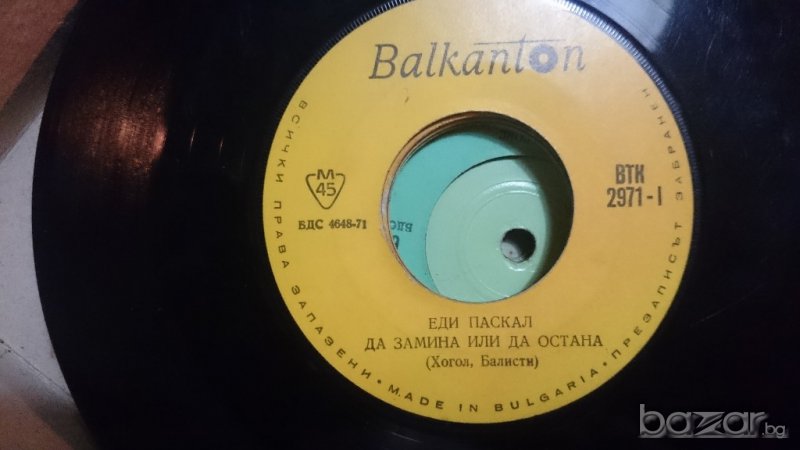 Balkanton
М
45
БДС 4648-71
ВТК
2971-I
БДС
ЕДИ ПАСКАЛ
ДА ЗАМИНА ИЛИ ДА ОСТАНА
(Хогол, Балисти)
ВСИЧКИ ПРАВА ЗАПАЗЕНИ • MADE IN BULGARIA • ПРЕЗАПИСЪТ ЗАБРАНЕН
bazar.bg